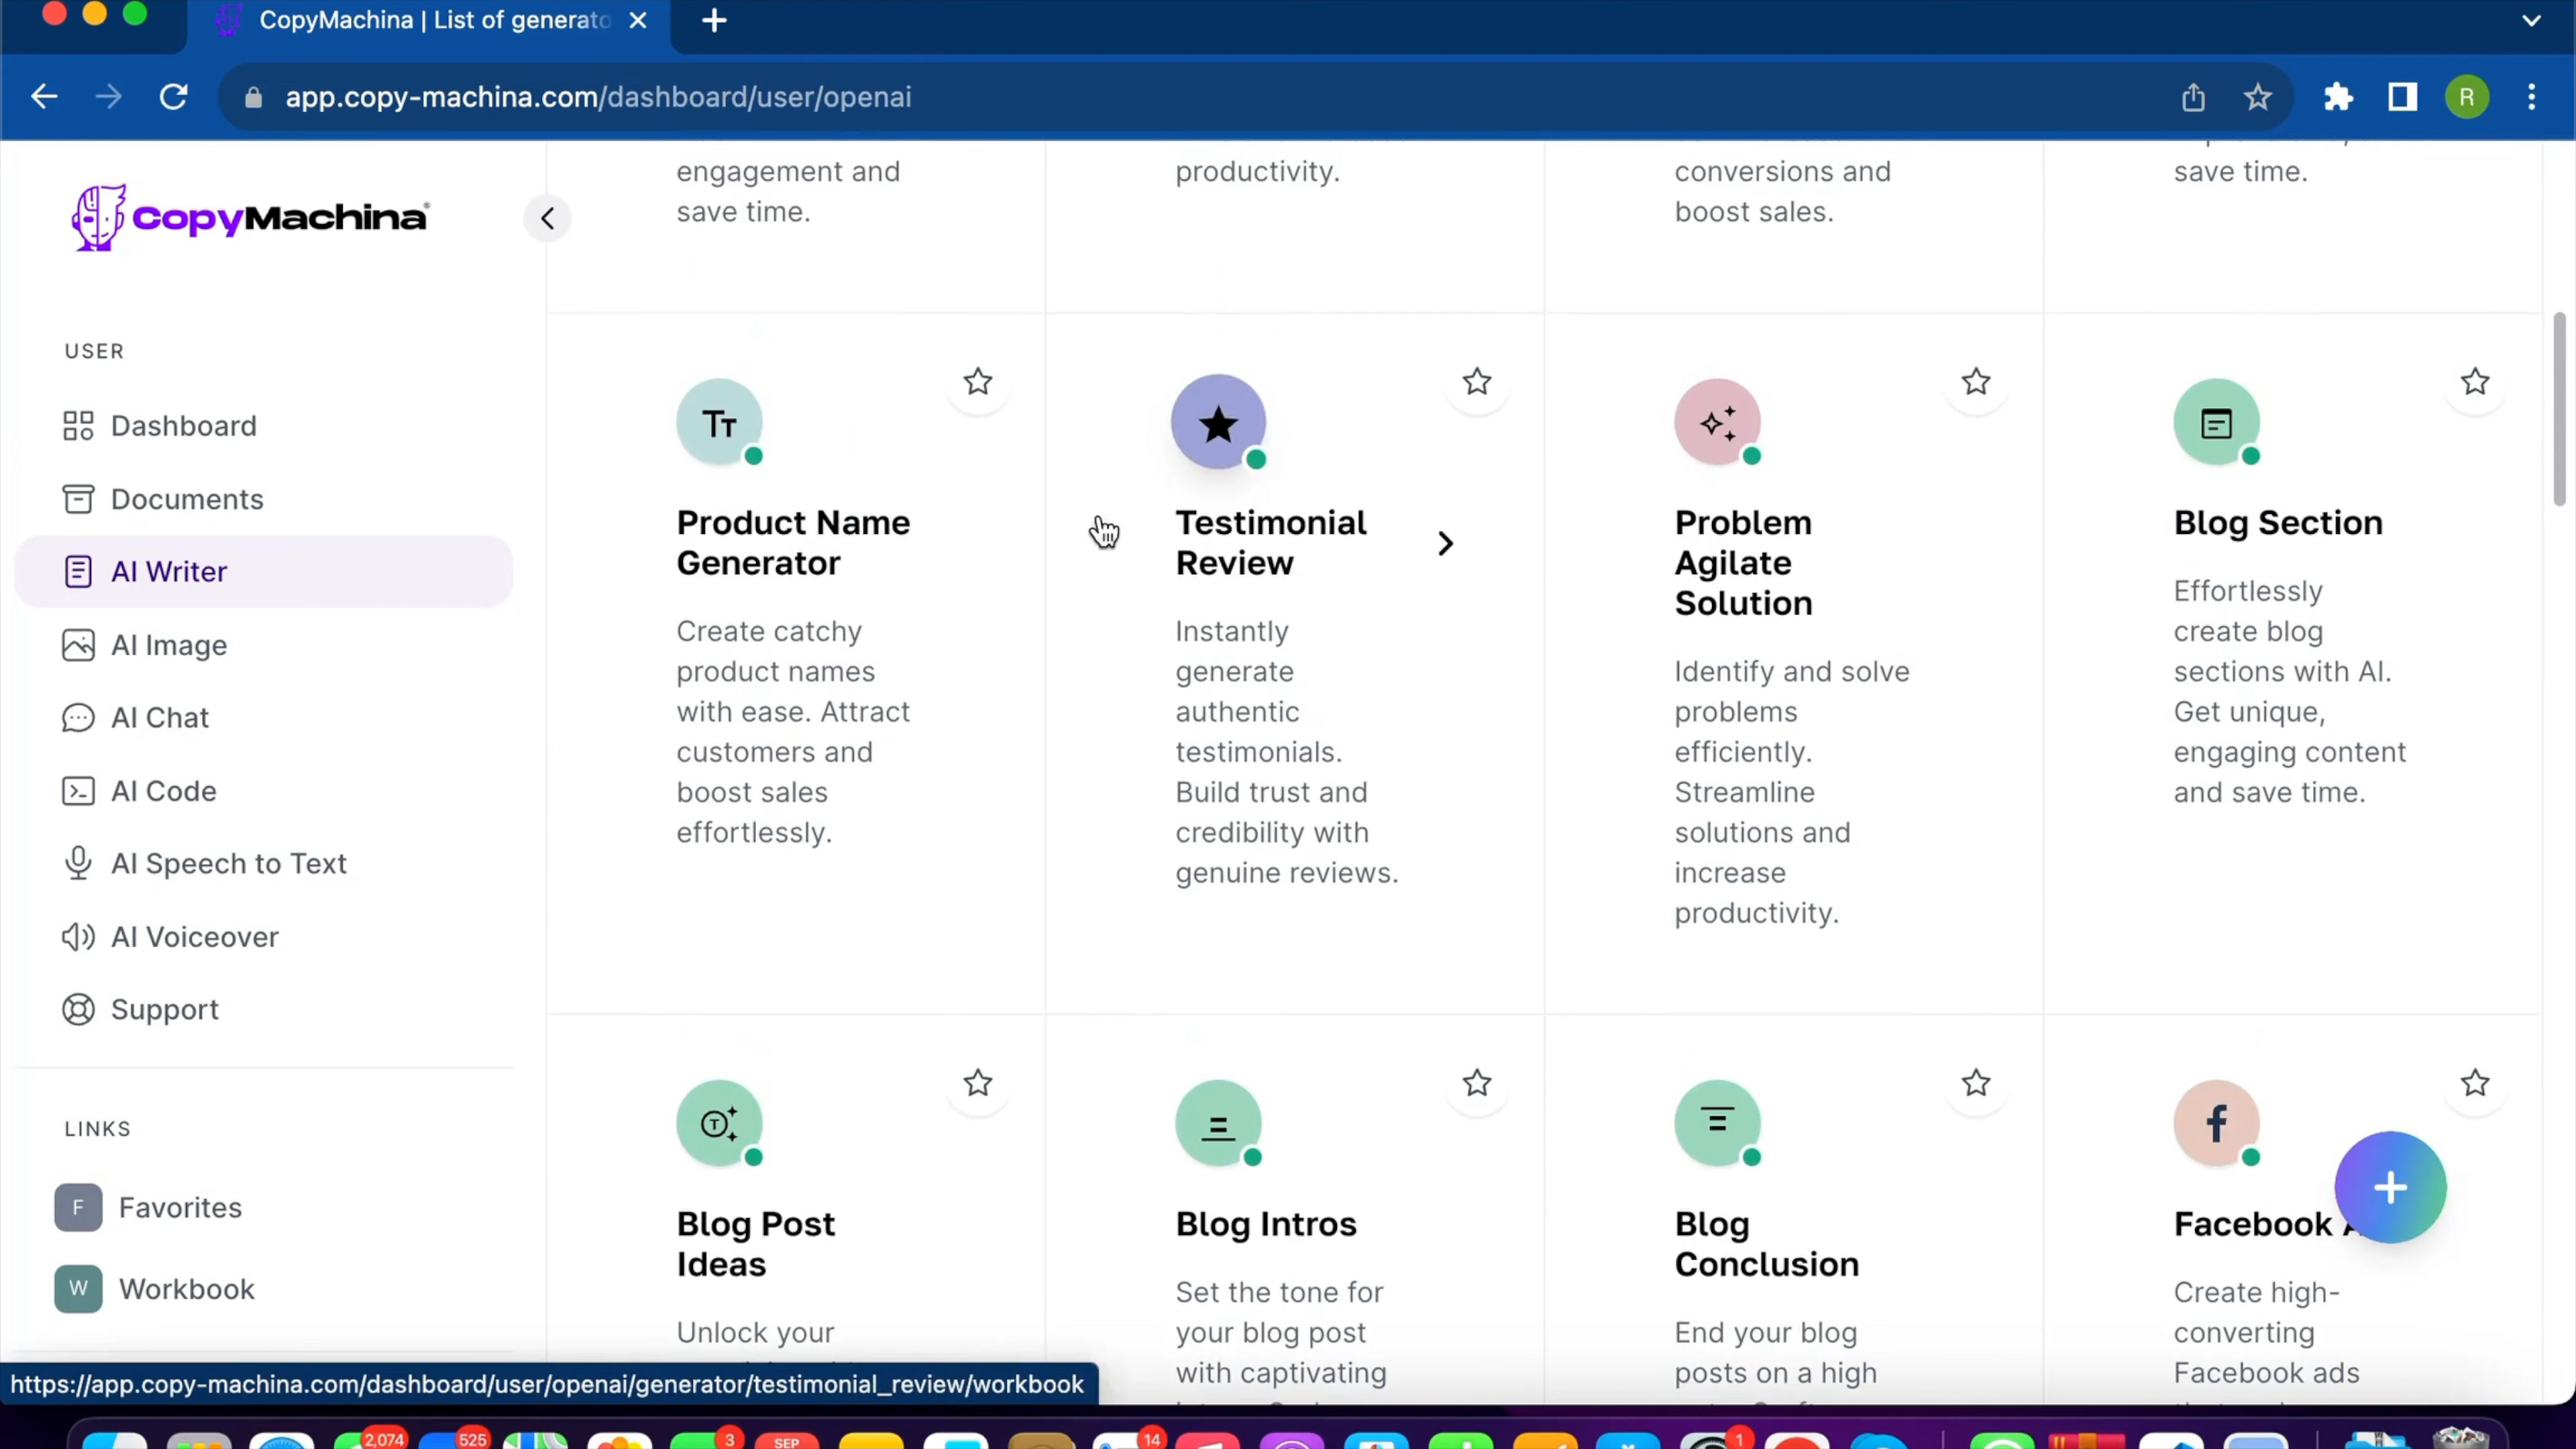 CopyMachina | List of generato
app.copy-machina.com/dashboard/user/openai
R
CopyMachina
USER
Dashboard
Documents
AI Writer
AI Image
AI Chat
AI Code
AI Speech to Text
AI Voiceover
Support
LINKS
F Favorites
W Workbook
engagement and
save time.
productivity.
conversions and
boost sales.
save time.
Product Name
Generator
Create catchy
product names
with ease. Attract
customers and
boost sales
effortlessly.
Testimonial
Review
Instantly
generate
authentic
testimonials.
Build trust and
credibility with
genuine reviews.
Problem
Agilate
Solution
Identify and solve
problems
efficiently.
Streamline
solutions and
increase
productivity.
Blog Section
Effortlessly
create blog
sections with AI.
Get unique,
engaging content
and save time.
Blog Post
Ideas
Unlock your
Blog Intros
Set the tone for
your blog post
with captivating
Blog
Conclusion
End your blog
posts on a high
Facebook
Create high-
converting
Facebook ads
https://app.copy-machina.com/dashboard/user/openai/generator/testimonial_review/workbook
2,074
525
3
SEP
14
1